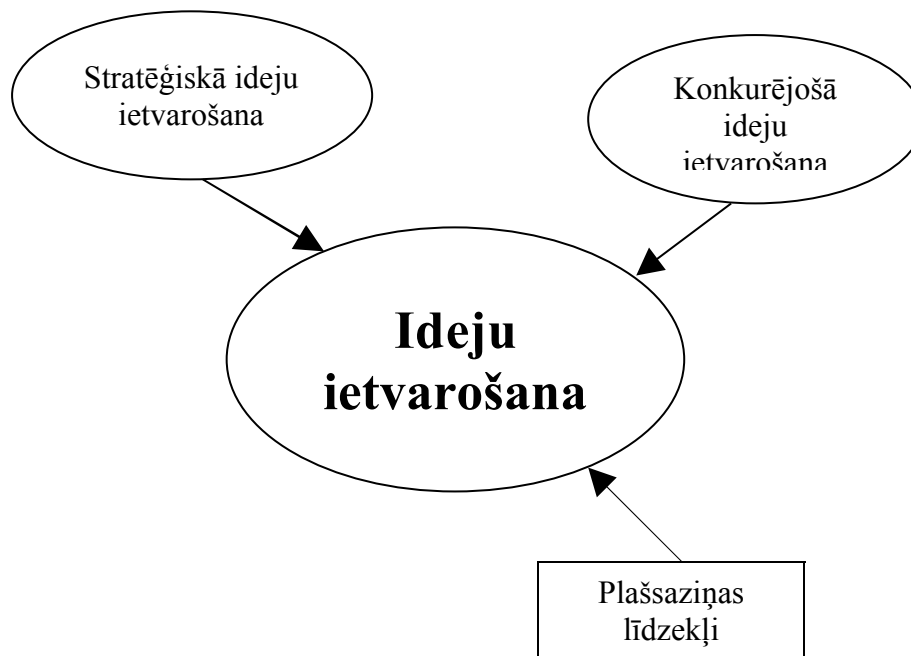 Stratēģiskā ideju
ietvarošana
Konkurējošā
ideju
ietvarošana
Ideju
ietvarošana
Plašsaziņas
līdzekļi